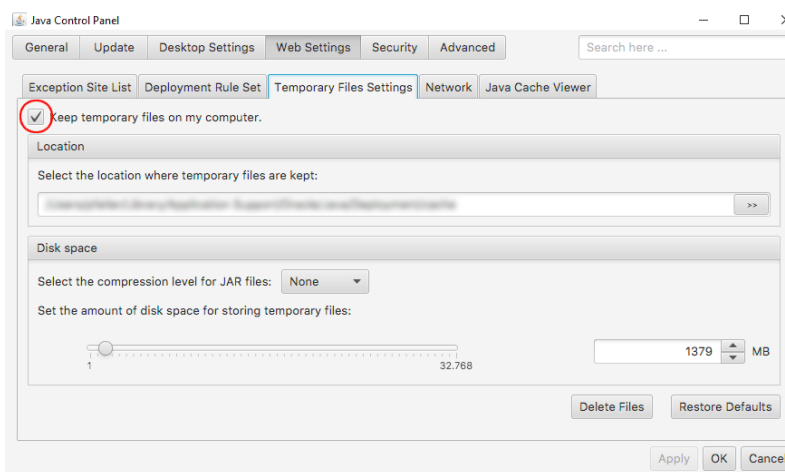 Java Control Panel
General Update Desktop Settings Web Settings Security Advanced Search here ...
Exception Site List Deployment Rule Set Temporary Files Settings Network Java Cache Viewer
Keep temporary files on my computer.
Location
Select the location where temporary files are kept:
>>
Disk space
Select the compression level for JAR files: None
Set the amount of disk space for storing temporary files:
1379 MB
1 32.768
Delete Files Restore Defaults
Apply OK Cancel